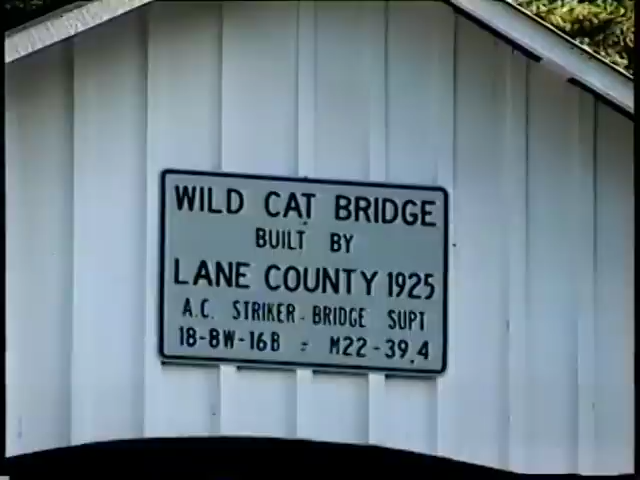 WILD CAT BRIDGE
BUILT BY
LANE COUNTY 1925
A.C. STRIKER - BRIDGE SUPT
18-8W-16B - M22-39.4